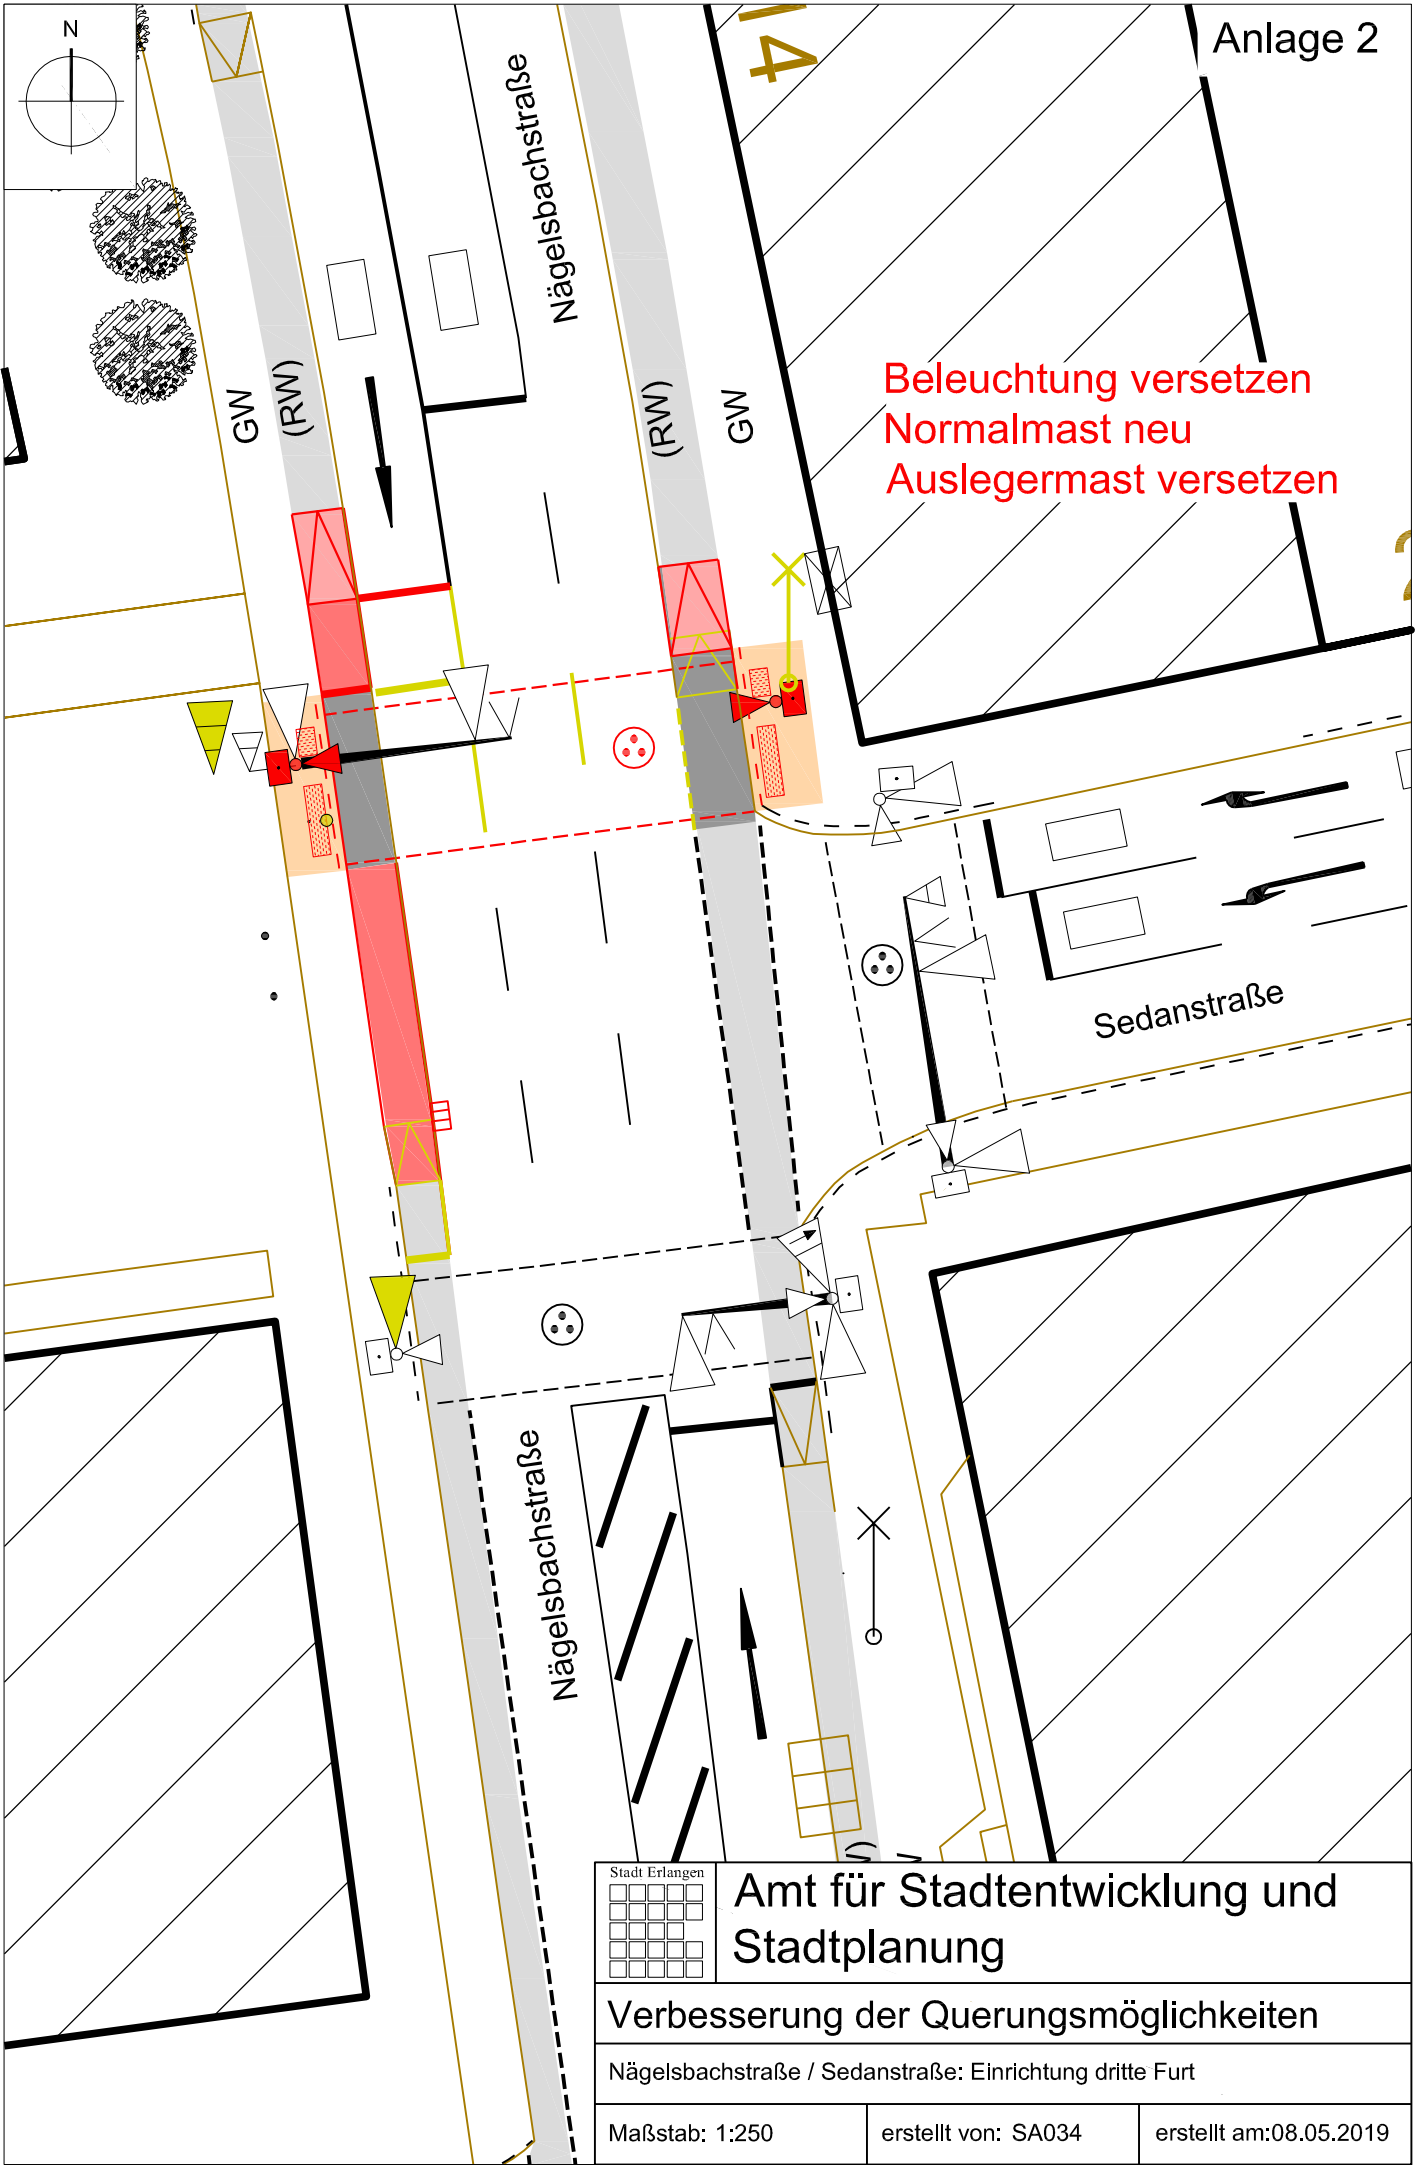 N
Anlage 2
14
Nägelsbachstraße
GW
(RW)
(RW)
GW
Beleuchtung versetzen
Normalmast neu
Auslegermast versetzen
Sedanstraße
Nägelsbachstraße
Stadt Erlangen
Amt für Stadtentwicklung und
Stadtplanung
Verbesserung der Querungsmöglichkeiten
Nägelsbachstraße / Sedanstraße: Einrichtung dritte Furt
Maßstab: 1:250
erstellt von: SA034
erstellt am:08.05.2019